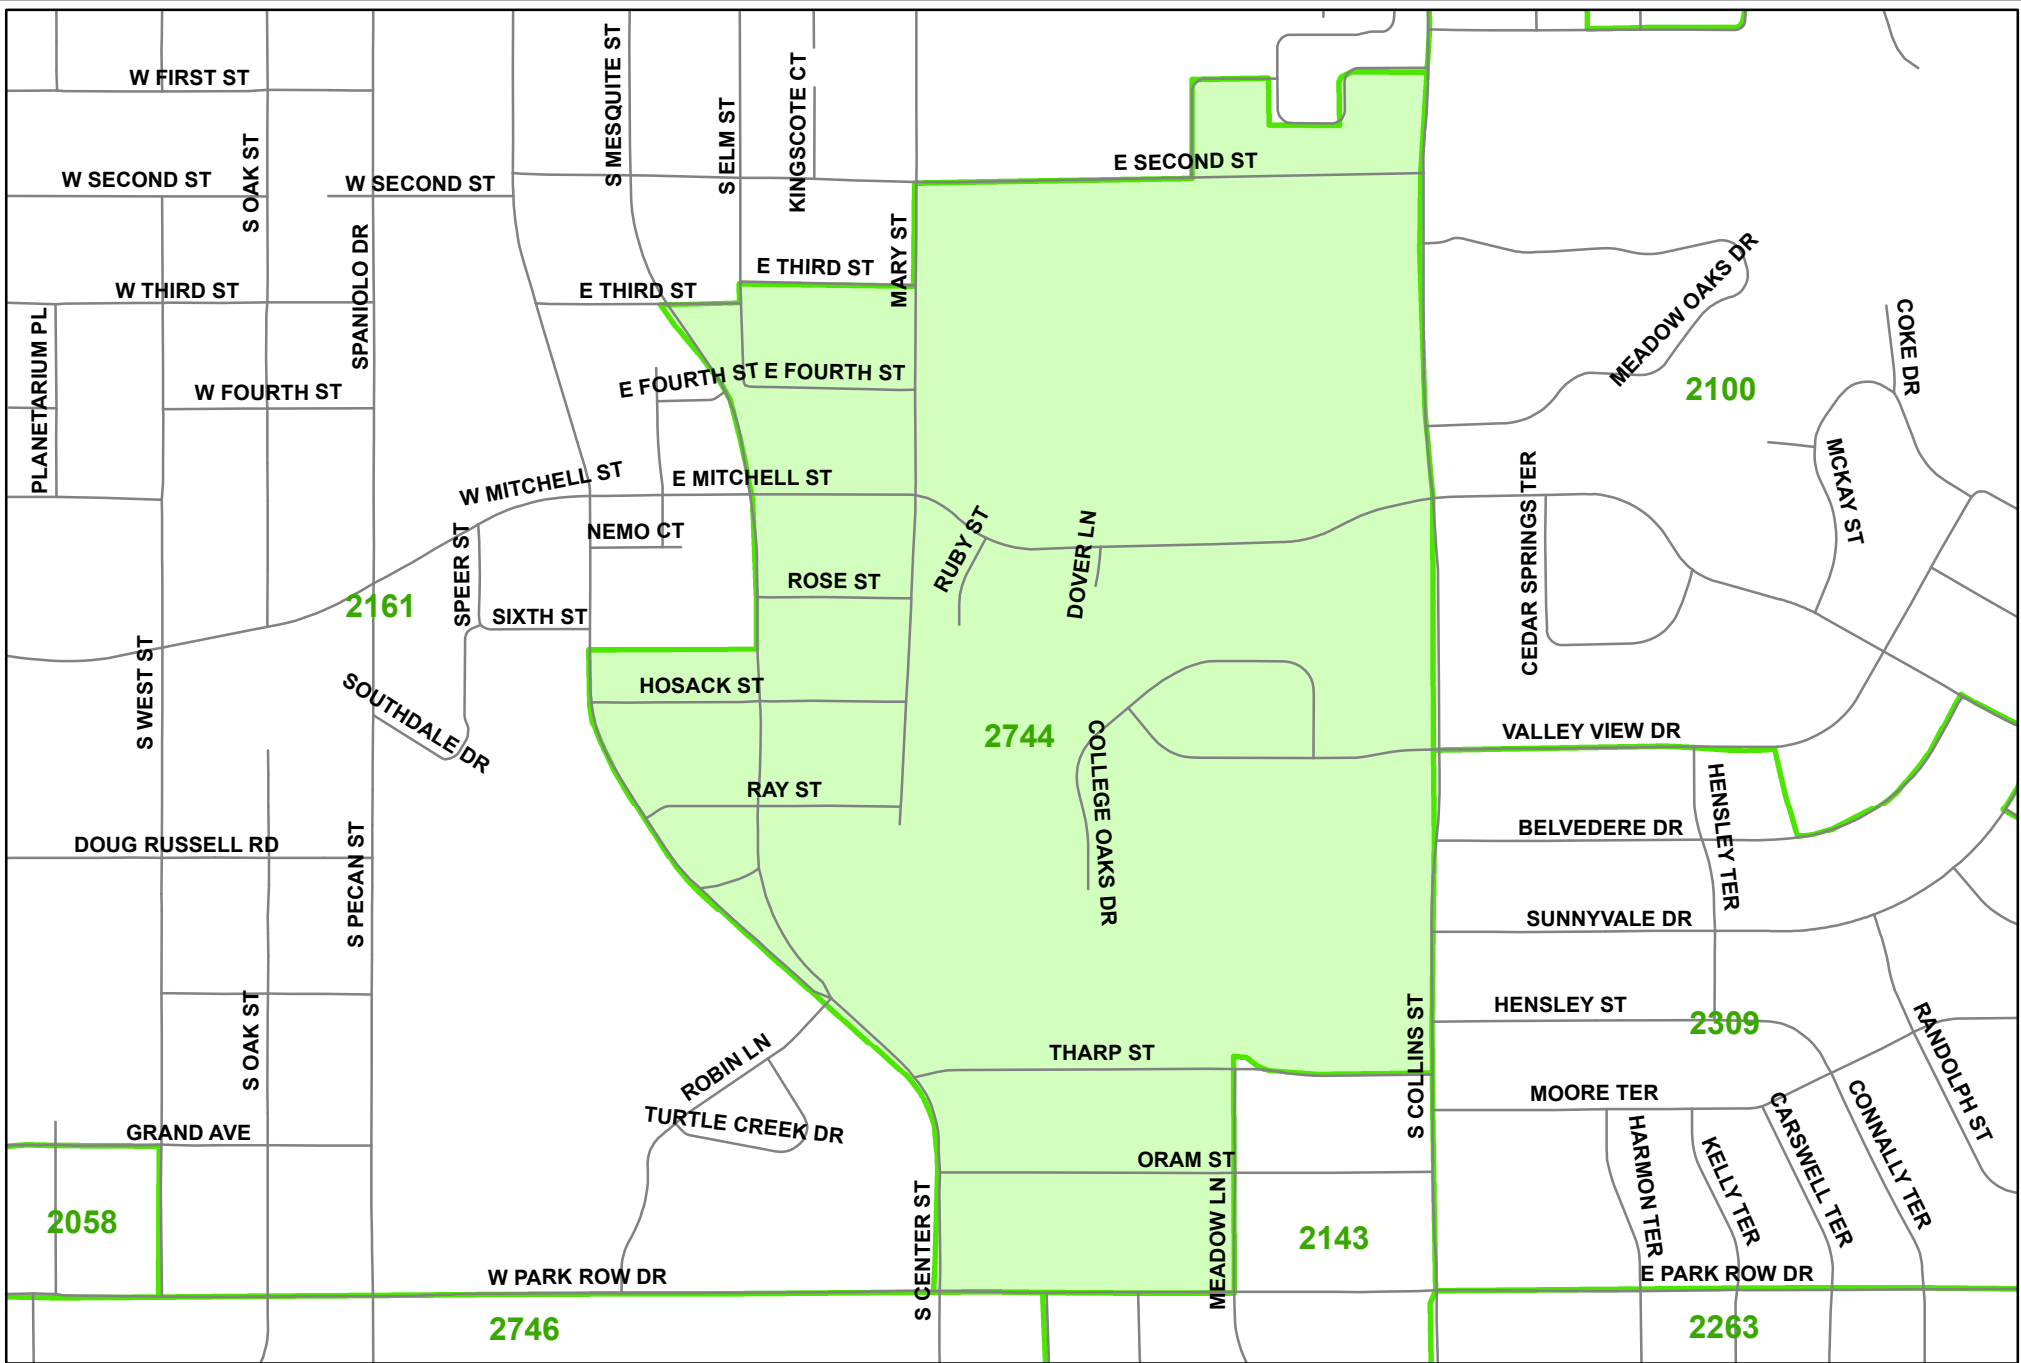 W FIRST ST
S MESQUITE ST
KINGSCOTE CT
S ELM ST
S OAK ST
E SECOND ST
W SECOND ST
W SECOND ST
MARY ST
SPANIOLO DR
E THIRD ST
MEADOW OAKS DR
W THIRD ST
E THIRD ST
PLANETARIUM PL
COKE DR
E FOURTH ST
E FOURTH ST
W FOURTH ST
2100
W MITCHELL ST
E MITCHELL ST
MCKAY ST
CEDAR SPRINGS TER
NEMO CT
SPEER ST
RUBY ST
DOVER LN
ROSE ST
2161
SIXTH ST
S WEST ST
HOSACK ST
SOUTHDALE DR
2744
VALLEY VIEW DR
COLLEGE OAKS DR
RAY ST
HENSLEY TER
BELVEDERE DR
DOUG RUSSELL RD
S PECAN ST
SUNNYVALE DR
HENSLEY ST
2309
S OAK ST
S COLLINS ST
RANDOLPH ST
THARP ST
ROBIN LN
MOORE TER
TURTLE CREEK DR
GRAND AVE
HARMON TER
KELLY TER
CARSWELL TER
CONNALLY TER
ORAM ST
2058
S CENTER ST
MEADOW LN
2143
W PARK ROW DR
E PARK ROW DR
2746
2263